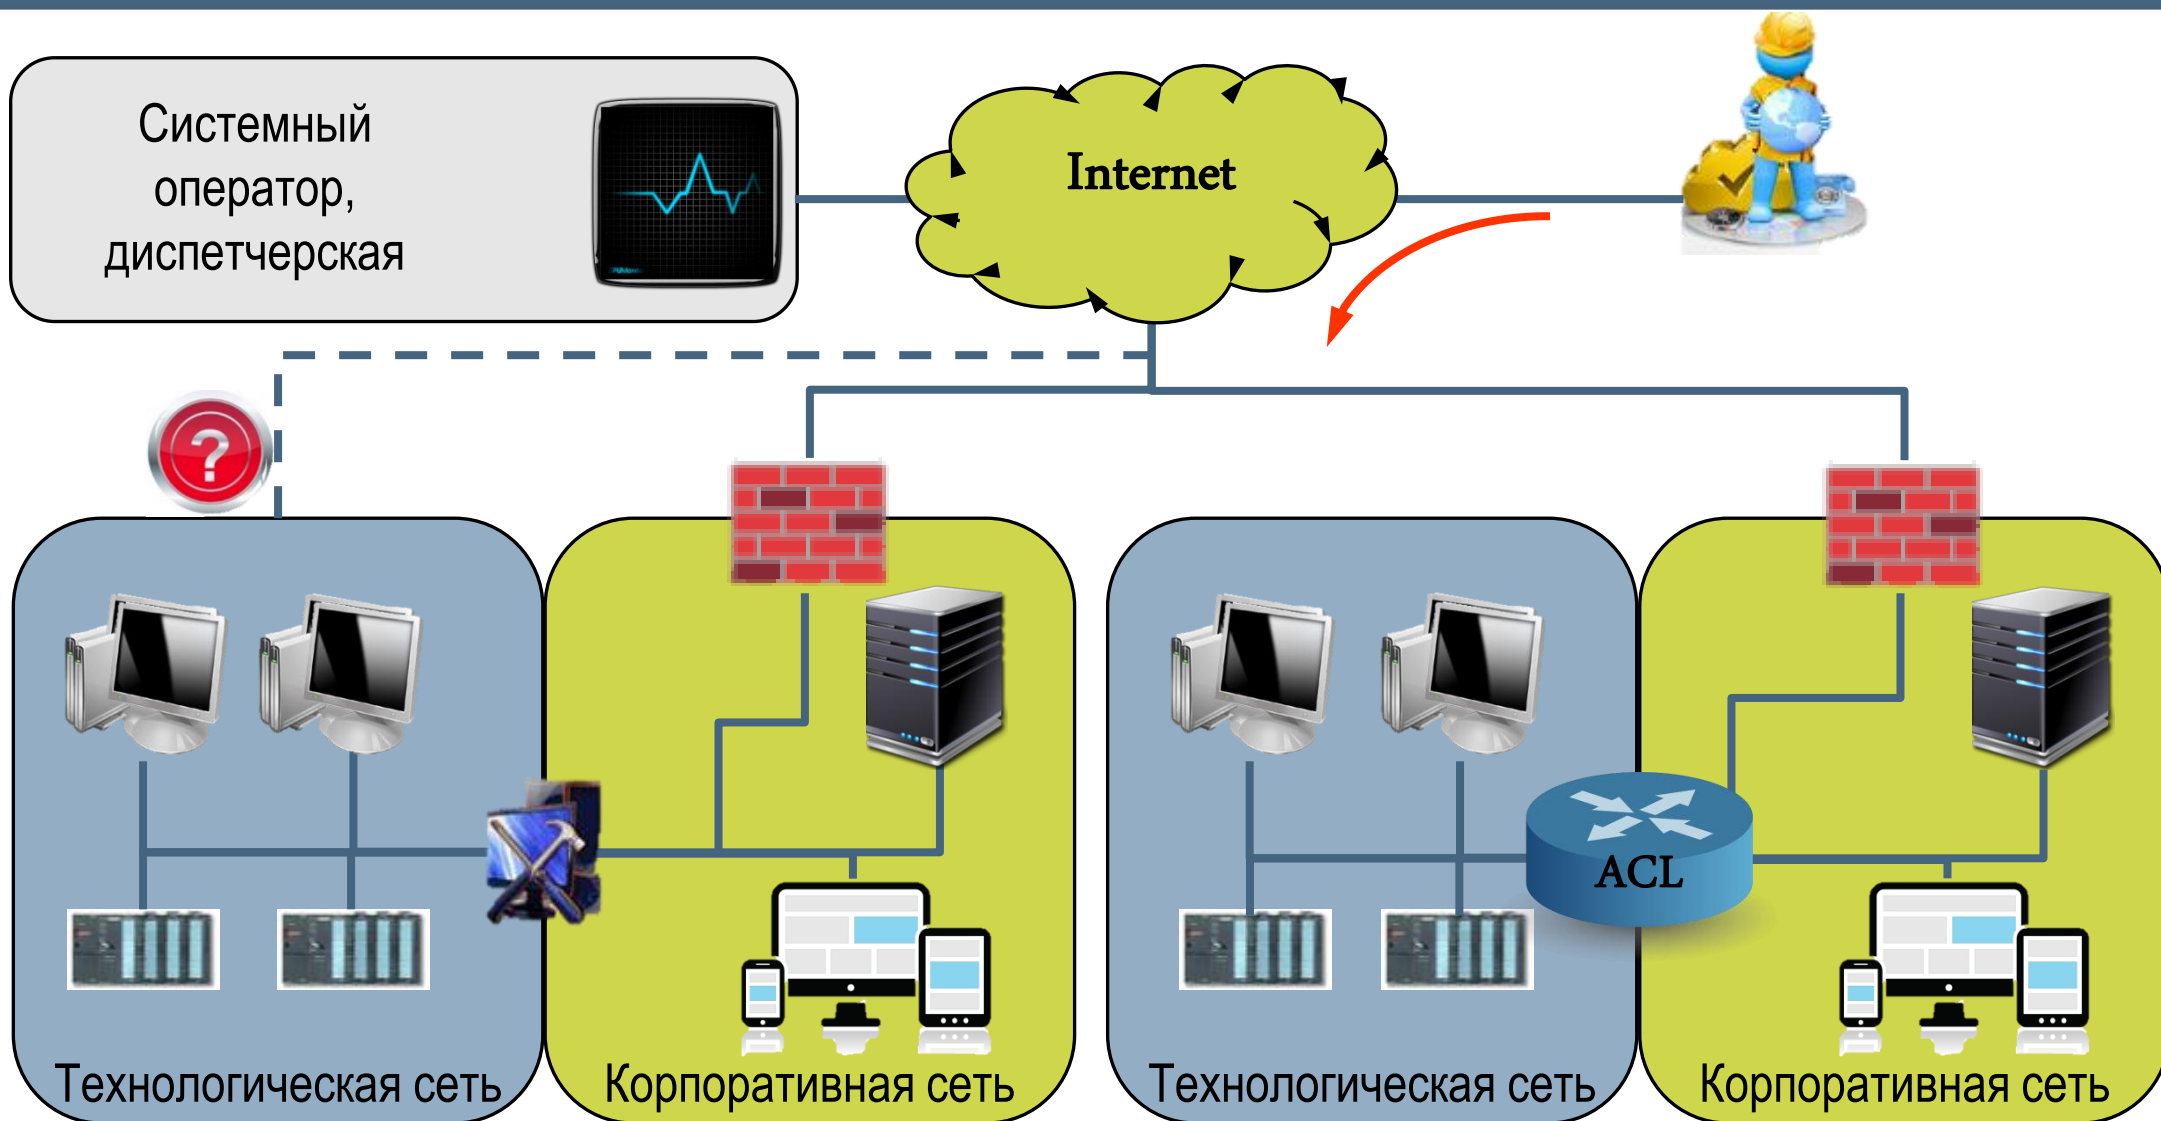 Системный
оператор,
диспетчерская
Internet
ACL
Технологическая сеть
Корпоративная сеть
Технологическая сеть
Корпоративная сеть